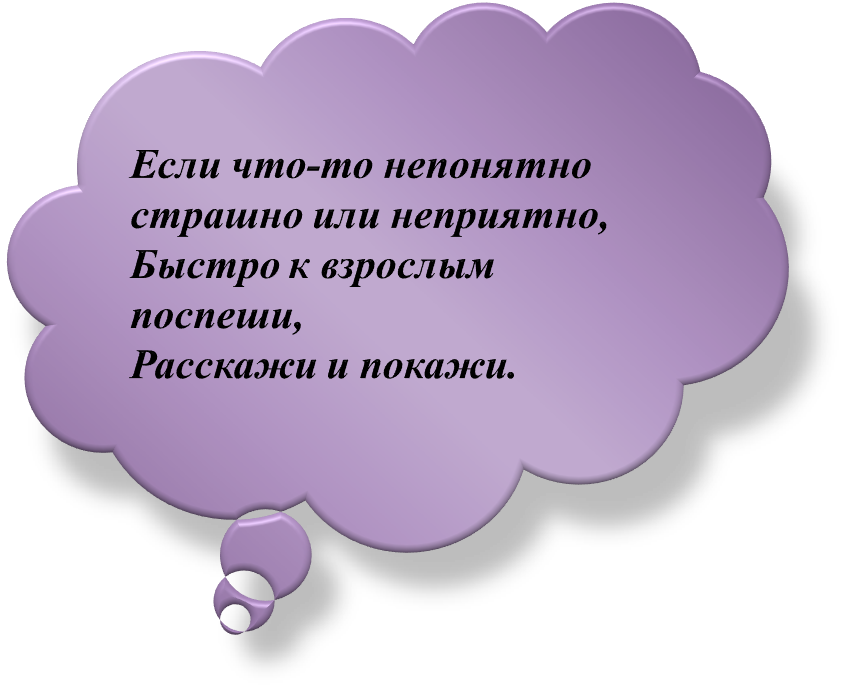 Если что-то непонятно
страшно или неприятно,
Быстро к взрослым
поспеши,
Расскажи и покажи.